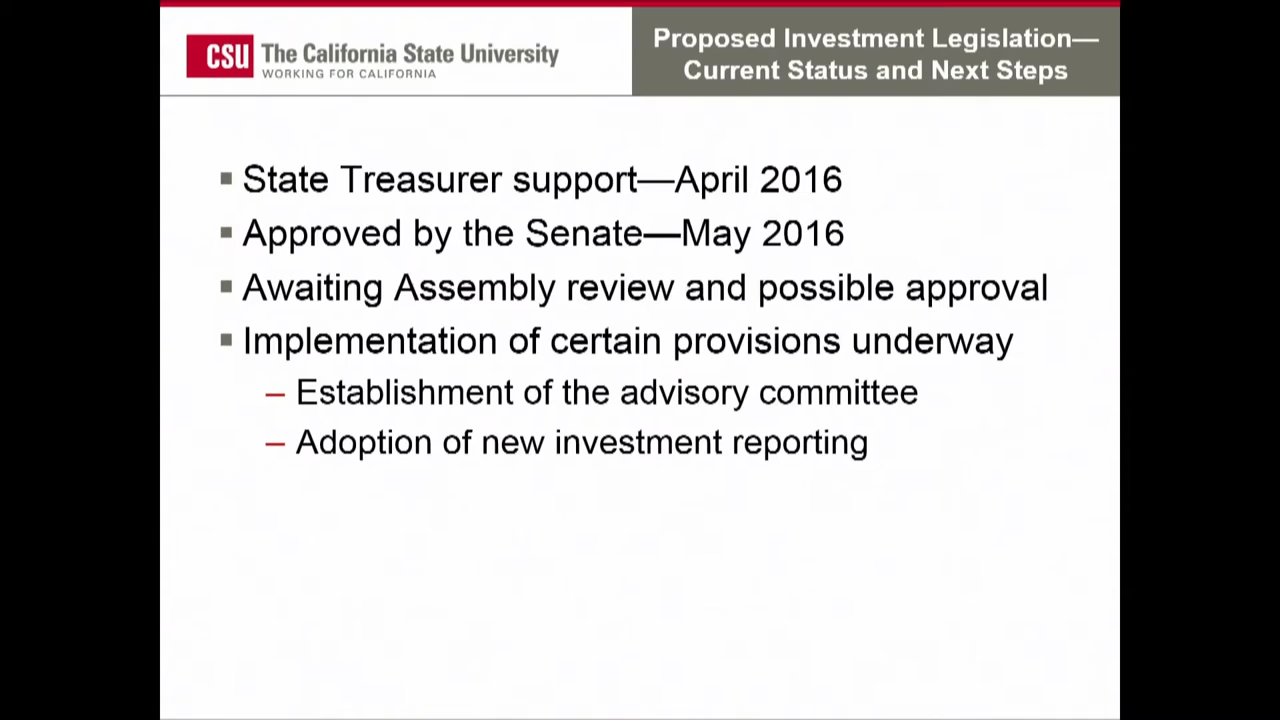 CSU The California State University
WORKING FOR CALIFORNIA
Proposed Investment Legislation—
Current Status and Next Steps
▪ State Treasurer support—April 2016
▪ Approved by the Senate—May 2016
▪ Awaiting Assembly review and possible approval
▪ Implementation of certain provisions underway
– Establishment of the advisory committee
– Adoption of new investment reporting